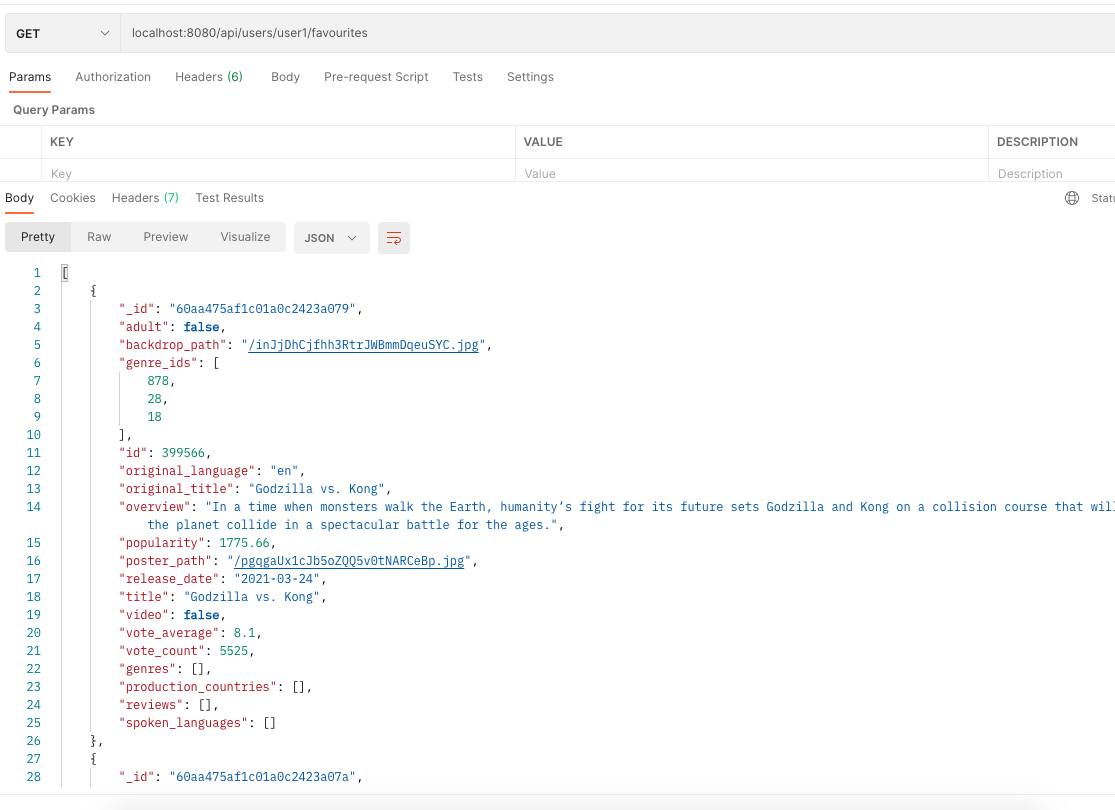 GET localhost:8080/api/users/user1/favourites
Params Authorization Headers (6) Body Pre-request Script Tests Settings
Query Params
KEY VALUE DESCRIPTION
Key Value Description
Body Cookies Headers (7) Test Results
Pretty Raw Preview Visualize JSON
1 [
2 {
3 "_id": "60aa475af1c01a0c2423a079",
4 "adult": false,
5 "backdrop_path": "/inJjDhCjfhh3RtrJWBmmDqeuSYC.jpg",
6 "genre_ids": [
7 878,
8 28,
9 18
10 ],
11 "id": 399566,
12 "original_language": "en",
13 "original_title": "Godzilla vs. Kong",
14 "overview": "In a time when monsters walk the Earth, humanity’s fight for its future sets Godzilla and Kong on a collision course that will
the planet collide in a spectacular battle for the ages.",
15 "popularity": 1775.66,
16 "poster_path": "/pgqgaUx1cJb5oZQQ5v0tNARCeBp.jpg",
17 "release_date": "2021-03-24",
18 "title": "Godzilla vs. Kong",
19 "video": false,
20 "vote_average": 8.1,
21 "vote_count": 5525,
22 "genres": [],
23 "production_countries": [],
24 "reviews": [],
25 "spoken_languages": []
26 },
27 {
28 "_id": "60aa475af1c01a0c2423a07a",